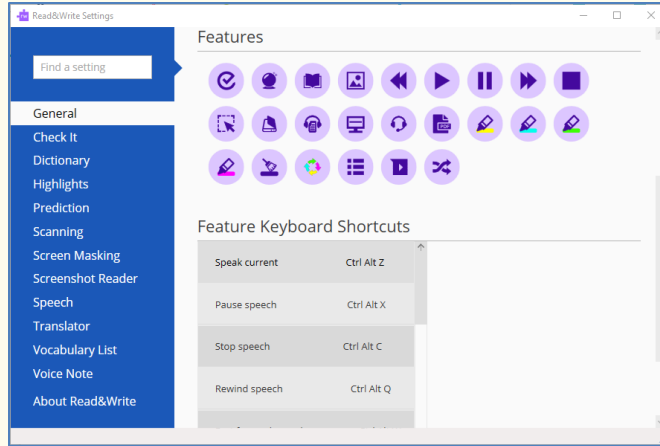 Read&Write Settings
Find a setting
General
Check It
Dictionary
Highlights
Prediction
Scanning
Screen Masking
Screenshot Reader
Speech
Translator
Vocabulary List
Voice Note
About Read&Write
Features
PDF
Feature Keyboard Shortcuts
Speak current Ctrl Alt Z
Pause speech Ctrl Alt X
Stop speech Ctrl Alt C
Rewind speech Ctrl Alt Q